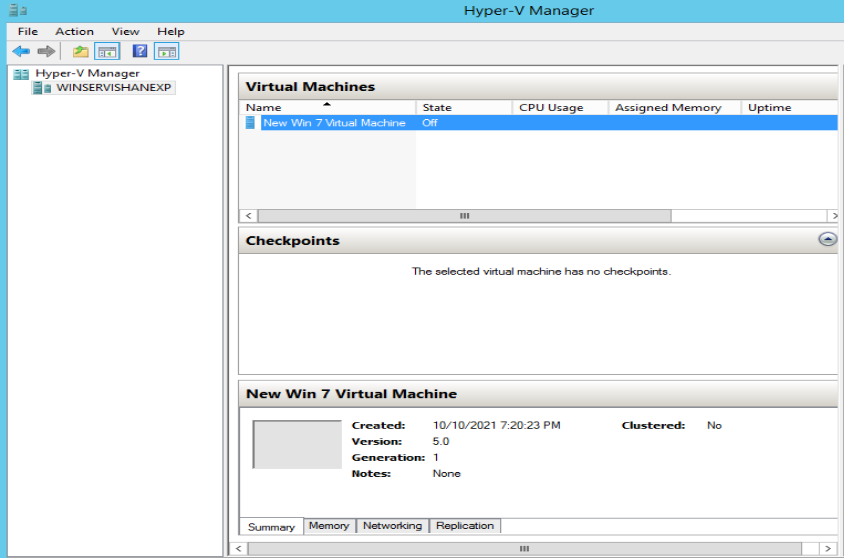 Hyper-V Manager
File Action View Help
Hyper-V Manager
WINSERVISHANEXP
Virtual Machines
Name State CPU Usage Assigned Memory Uptime
New Win 7 Virtual Machine Off
Checkpoints
The selected virtual machine has no checkpoints.
New Win 7 Virtual Machine
Created: 10/10/2021 7:20:23 PM Clustered: No
Version: 5.0
Generation: 1
Notes: None
Summary Memory Networking Replication